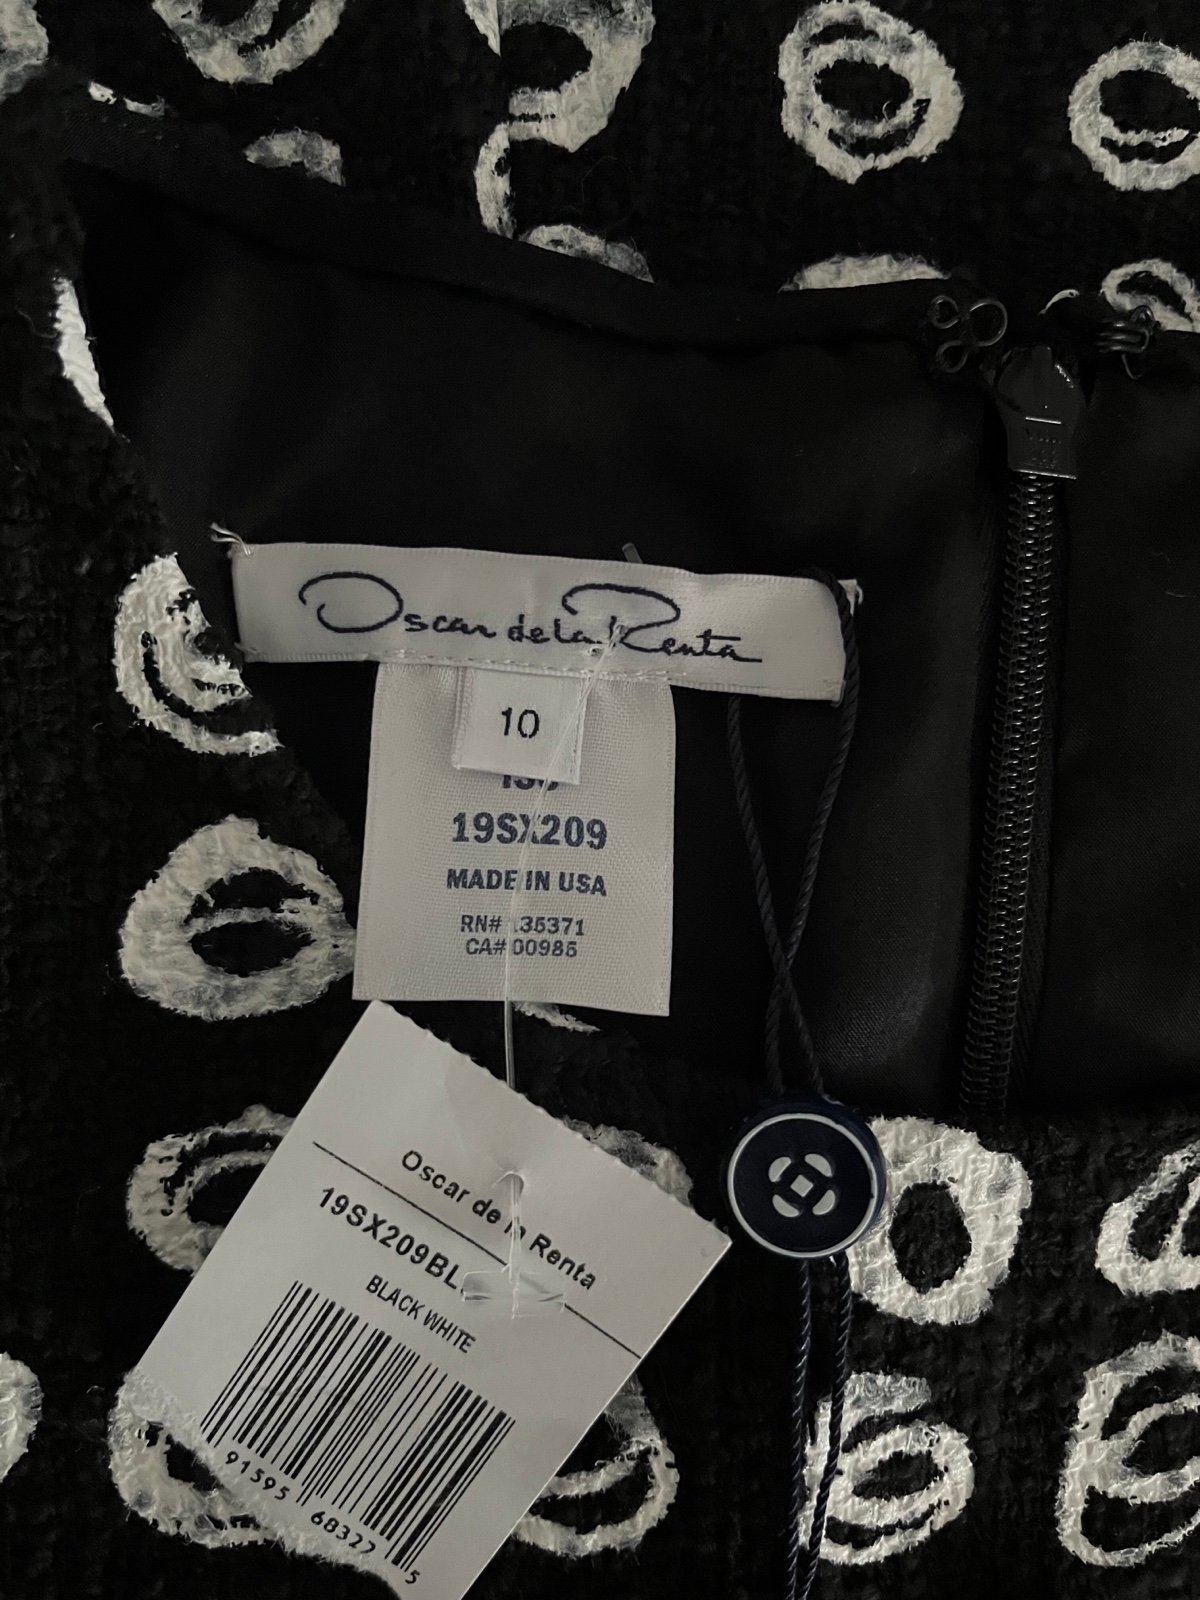 Oscar de la Renta
10
19SX209
MADE IN USA
RN# 135371
CA# 00985
Oscar de la Renta
19SX209BL
BLACK WHITE
91595 68327 5